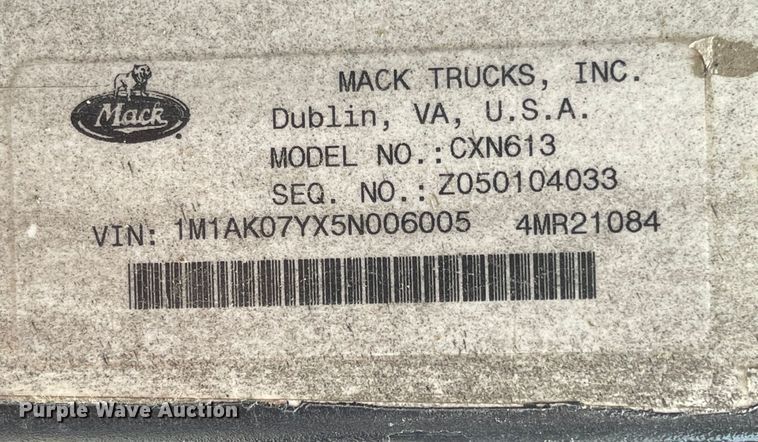 MACK TRUCKS, INC.
Mack
Dublin, VA, U.S.A.
MODEL NO.: CXN613
SEQ. NO.: Z050104033
VIN: 1M1AK07YX5N006005 4MR21084
Purple Wave Auction